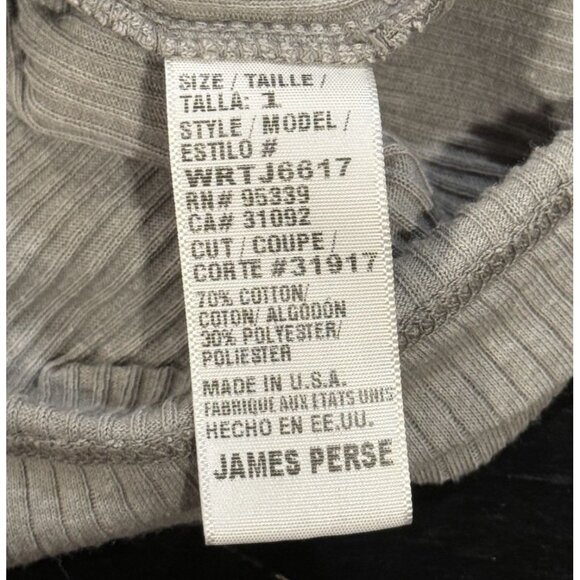 SIZE / TAILLE /
TALLA: 1
STYLE / MODEL /
ESTILO #
WRTJ6617
RN# 95339
CA# 31092
CUT / COUPE /
CORTE #31917
70% COTTON/
COTON/ ALGODÓN
30% POLYESTER/
POLIESTER
MADE IN U.S.A.
FABRIQUE AUX ETATS UNIS
HECHO EN EE.UU.
JAMES PERSE